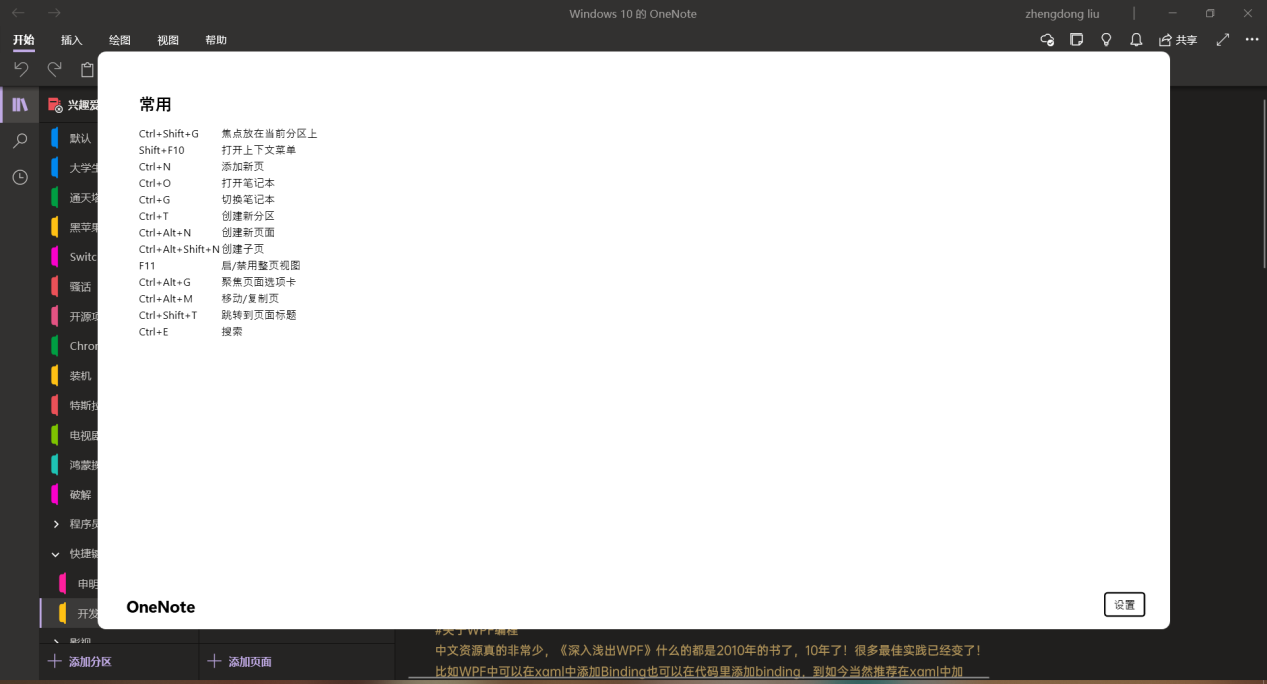 Windows 10 的 OneNote
zhengdong liu
开始 插入 绘图 视图 帮助
共享
兴趣爱
默认
大学生
通天塔
黑苹果
Switc
骚话
开源项
Chron
装机
特斯拉
电视剧
鸿蒙换
破解
程序员
快捷键
申明
开发
影视
添加分区
添加页面
常用
Ctrl+Shift+G 焦点放在当前分区上
Shift+F10 打开上下文菜单
Ctrl+N 添加新页
Ctrl+O 打开笔记本
Ctrl+G 切换笔记本
Ctrl+T 创建新分区
Ctrl+Alt+N 创建新页面
Ctrl+Alt+Shift+N 创建子页
F11 启/禁用整页视图
Ctrl+Alt+G 聚焦页面选项卡
Ctrl+Alt+M 移动/复制页
Ctrl+Shift+T 跳转到页面标题
Ctrl+E 搜索
OneNote
设置
#关于WPF编程
中文资源真的非常少，《深入浅出WPF》什么的都是2010年的书了，10年了！很多最佳实践已经变了！
比如WPF中可以在xaml中添加Binding也可以在代码里添加binding，到如今当然推荐在xaml中加